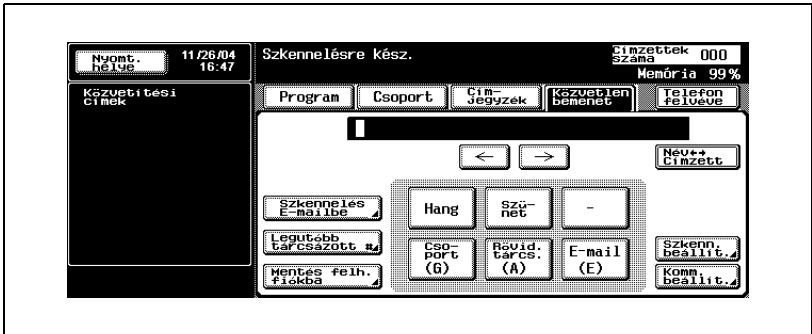 Nyomt.
helye
11/26/04
16:47
Közvetítési
címek
Szkennelésre kész.
Címzettek
száma
000
Memória 99%
Program
Csoport
Cím-
jegyzék
Közvetlen
bemenet
Telefon
felvéve
← →
Név↔
Címzett
Szkennelés
E-mailbe
Hang
Szü-
net
-
Legutóbb
tárcsázott #
Cso-
port
(G)
Rövid.
tárcs.
(A)
E-mail
(E)
Szkenn.
beállít.
Mentés felh.
fiókba
Komm.
beállít.